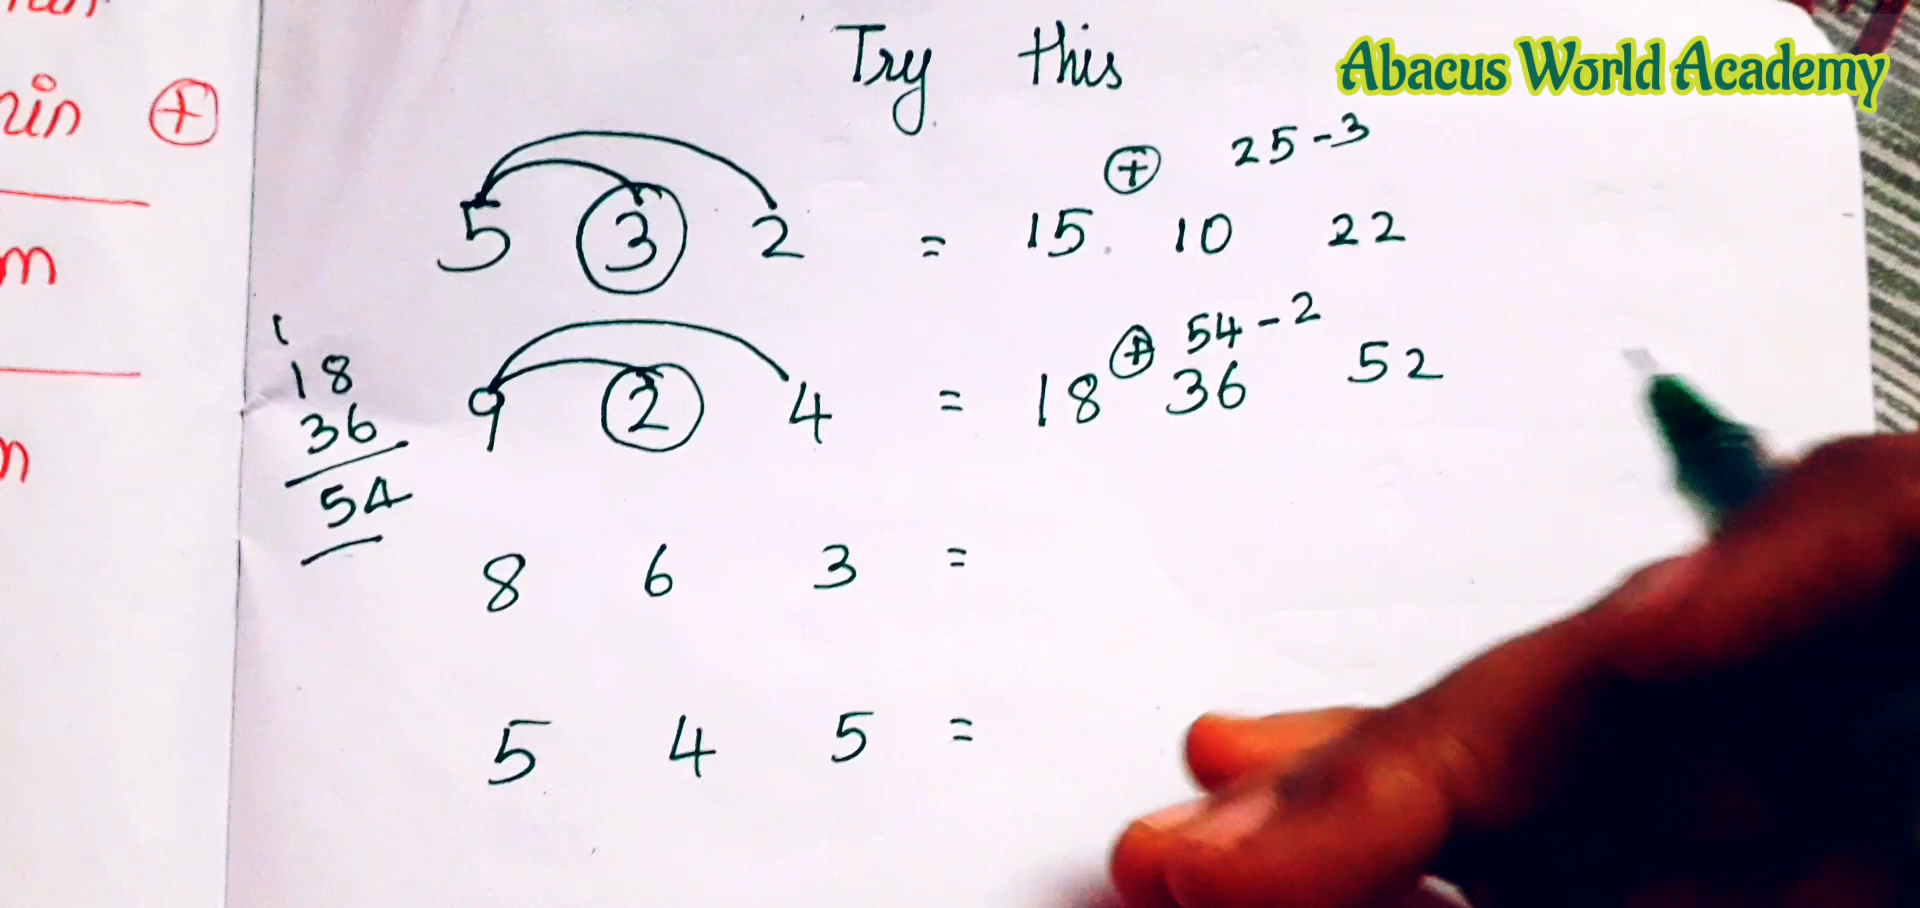 Abacus World Academy
Try this
⊕ 25-3
5 3 2 = 15 10 22
⊕ 54-2
9 2 4 = 18 36 52
1
18
36
54
8 6 3 =
5 4 5 =
⊕
m